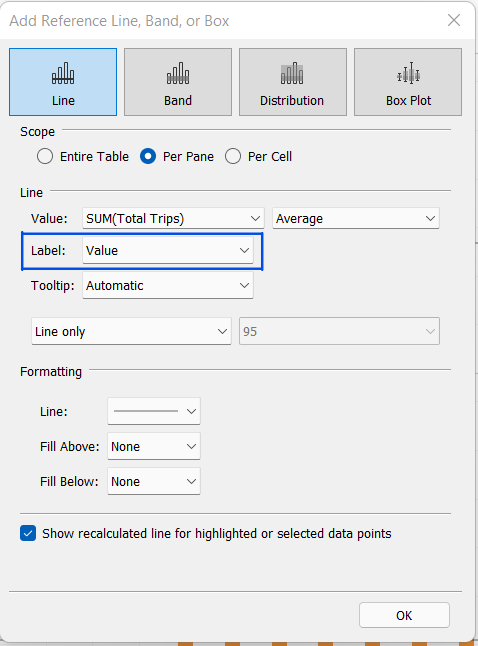 Add Reference Line, Band, or Box
Line Band Distribution Box Plot
Scope
Entire Table Per Pane Per Cell
Line
Value: SUM(Total Trips) Average
Label: Value
Tooltip: Automatic
Line only 95
Formatting
Line:
Fill Above: None
Fill Below: None
Show recalculated line for highlighted or selected data points
OK